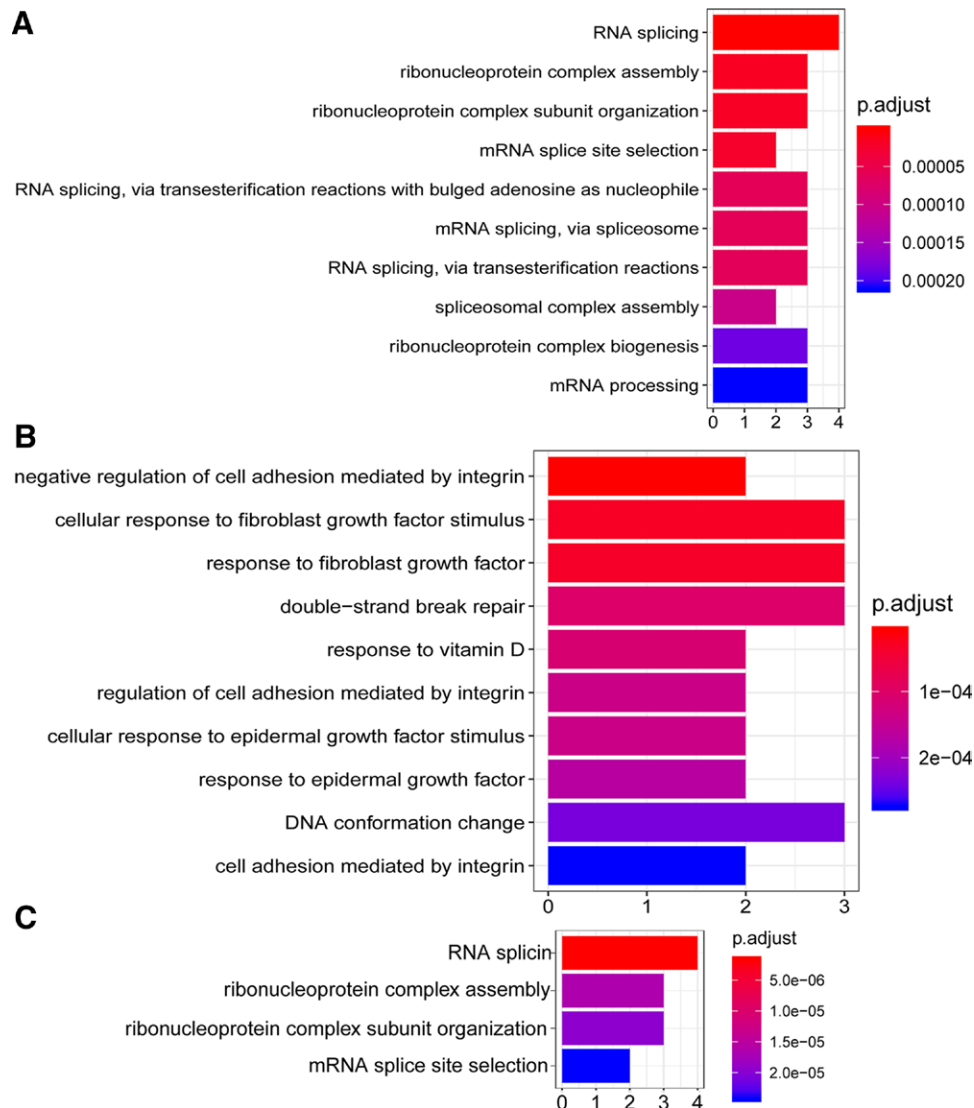 A
RNA splicing
ribonucleoprotein complex assembly
ribonucleoprotein complex subunit organization
mRNA splice site selection
RNA splicing, via transesterification reactions with bulged adenosine as nucleophile
mRNA splicing, via spliceosome
RNA splicing, via transesterification reactions
spliceosomal complex assembly
ribonucleoprotein complex biogenesis
mRNA processing
0 1 2 3 4
p.adjust
0.00005
0.00010
0.00015
0.00020
B
negative regulation of cell adhesion mediated by integrin
cellular response to fibroblast growth factor stimulus
response to fibroblast growth factor
double−strand break repair
response to vitamin D
regulation of cell adhesion mediated by integrin
cellular response to epidermal growth factor stimulus
response to epidermal growth factor
DNA conformation change
cell adhesion mediated by integrin
0 1 2 3
p.adjust
1e−04
2e−04
C
RNA splicin
ribonucleoprotein complex assembly
ribonucleoprotein complex subunit organization
mRNA splice site selection
0 1 2 3 4
p.adjust
5.0e−06
1.0e−05
1.5e−05
2.0e−05